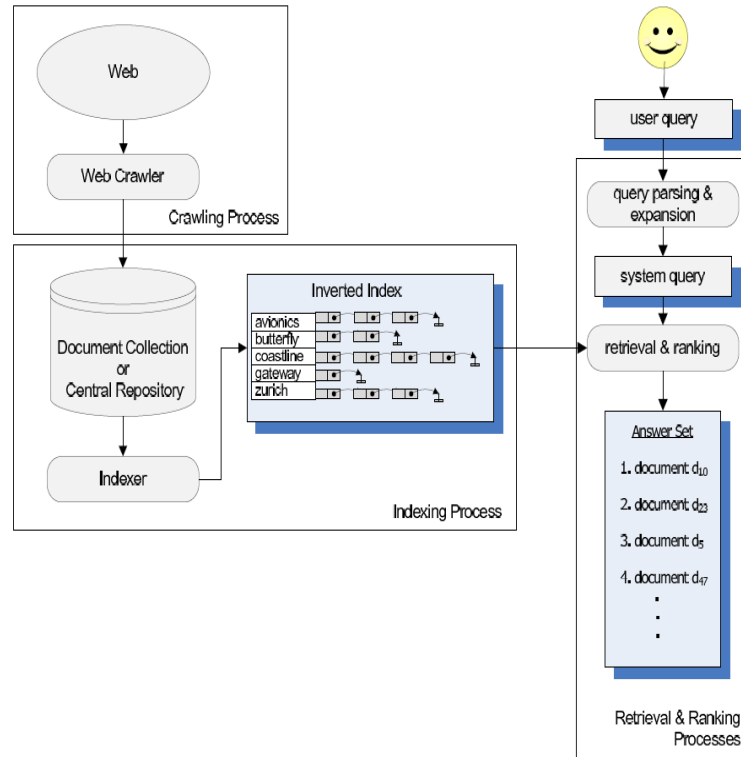 Web
Web Crawler
Crawling Process
Document Collection
or
Central Repository
Indexer
Inverted Index
avionics
butterfly
coastline
gateway
zurich
Indexing Process
user query
query parsing &
expansion
system query
retrieval & ranking
Answer Set
1. document d10
2. document d23
3. document d5
4. document d47
.
.
.
Retrieval & Ranking
Processes